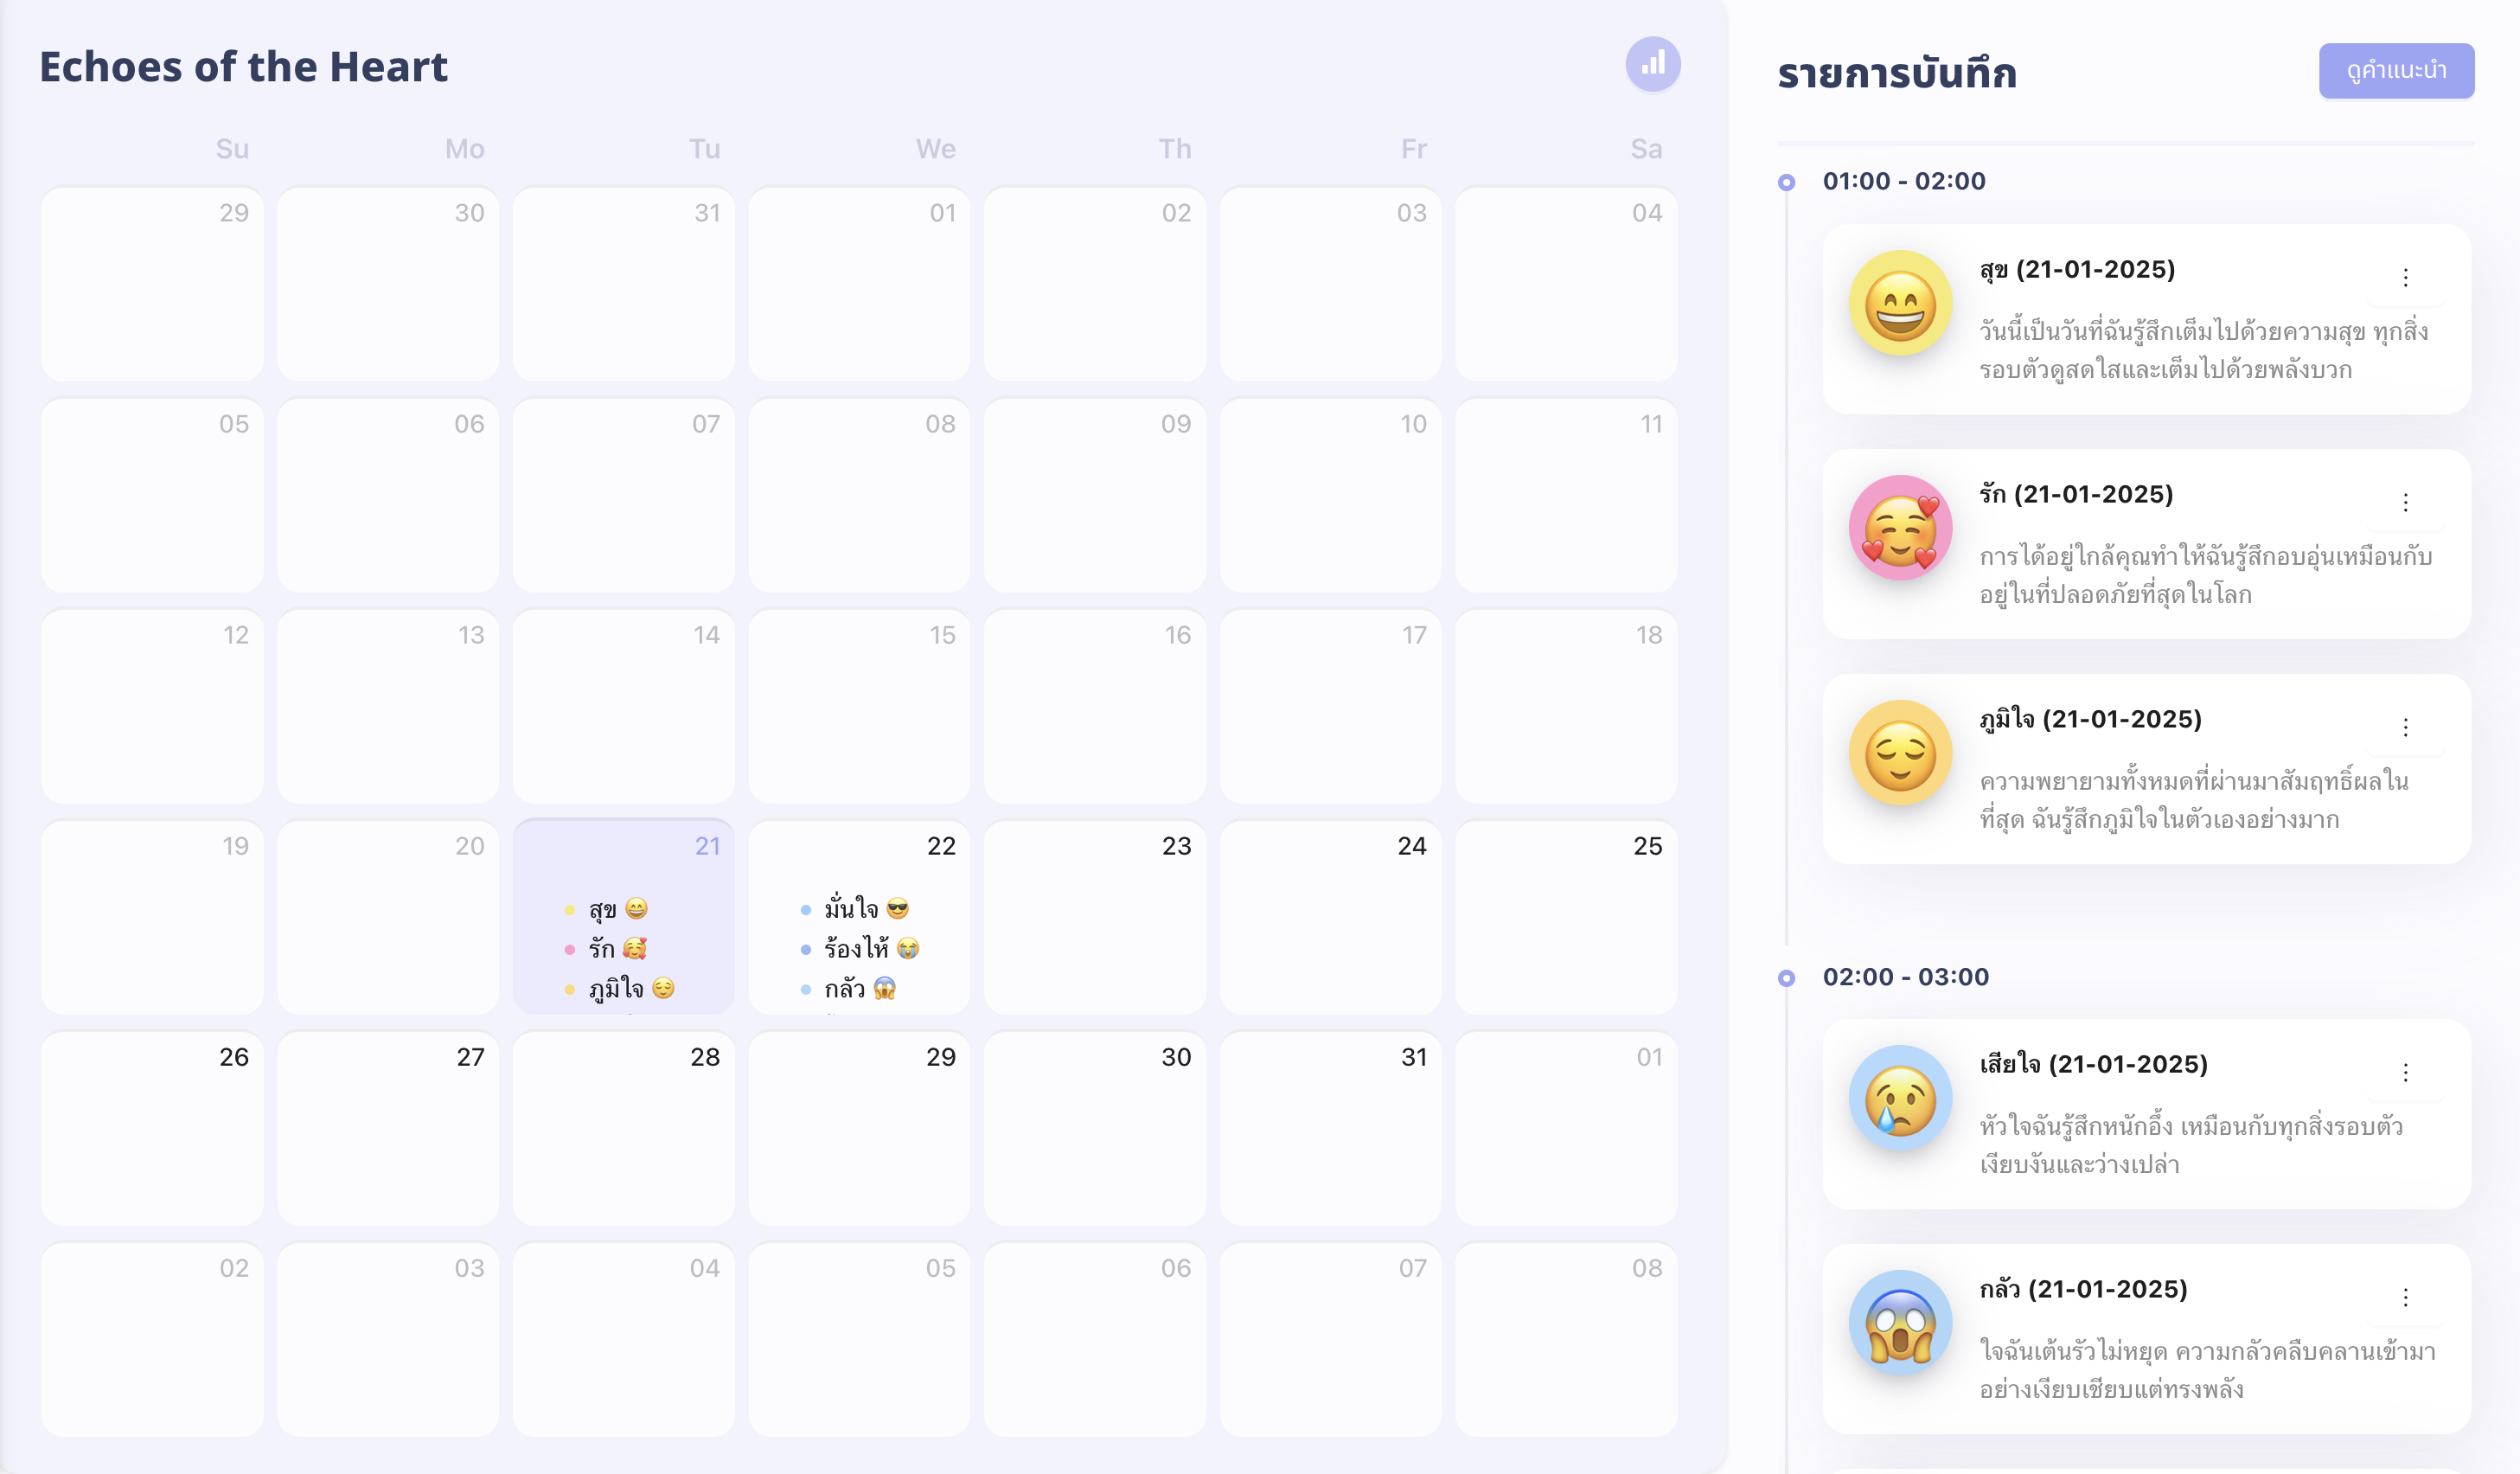 Echoes of the Heart
Su Mo Tu We Th Fr Sa
29 30 31 01 02 03 04
05 06 07 08 09 10 11
12 13 14 15 16 17 18
19 20 21 22 23 24 25
สุข 😄 มั่นใจ 😎
รัก 🥰 ร้องไห้ 😭
ภูมิใจ 😌 กลัว 😱
26 27 28 29 30 31 01
02 03 04 05 06 07 08
รายการบันทึก
ดูคำแนะนำ
01:00 - 02:00
สุข (21-01-2025)
วันนี้เป็นวันที่ฉันรู้สึกเต็มไปด้วยความสุข ทุกสิ่ง
รอบตัวดูสดใสและเต็มไปด้วยพลังบวก
รัก (21-01-2025)
การได้อยู่ใกล้คุณทำให้ฉันรู้สึกอบอุ่นเหมือนกับ
อยู่ในที่ปลอดภัยที่สุดในโลก
ภูมิใจ (21-01-2025)
ความพยายามทั้งหมดที่ผ่านมาสัมฤทธิ์ผลใน
ที่สุด ฉันรู้สึกภูมิใจในตัวเองอย่างมาก
02:00 - 03:00
เสียใจ (21-01-2025)
หัวใจฉันรู้สึกหนักอึ้ง เหมือนกับทุกสิ่งรอบตัว
เงียบงันและว่างเปล่า
กลัว (21-01-2025)
ใจฉันเต้นรัวไม่หยุด ความกลัวคลืบคลานเข้ามา
อย่างเงียบเชียบแต่ทรงพลัง